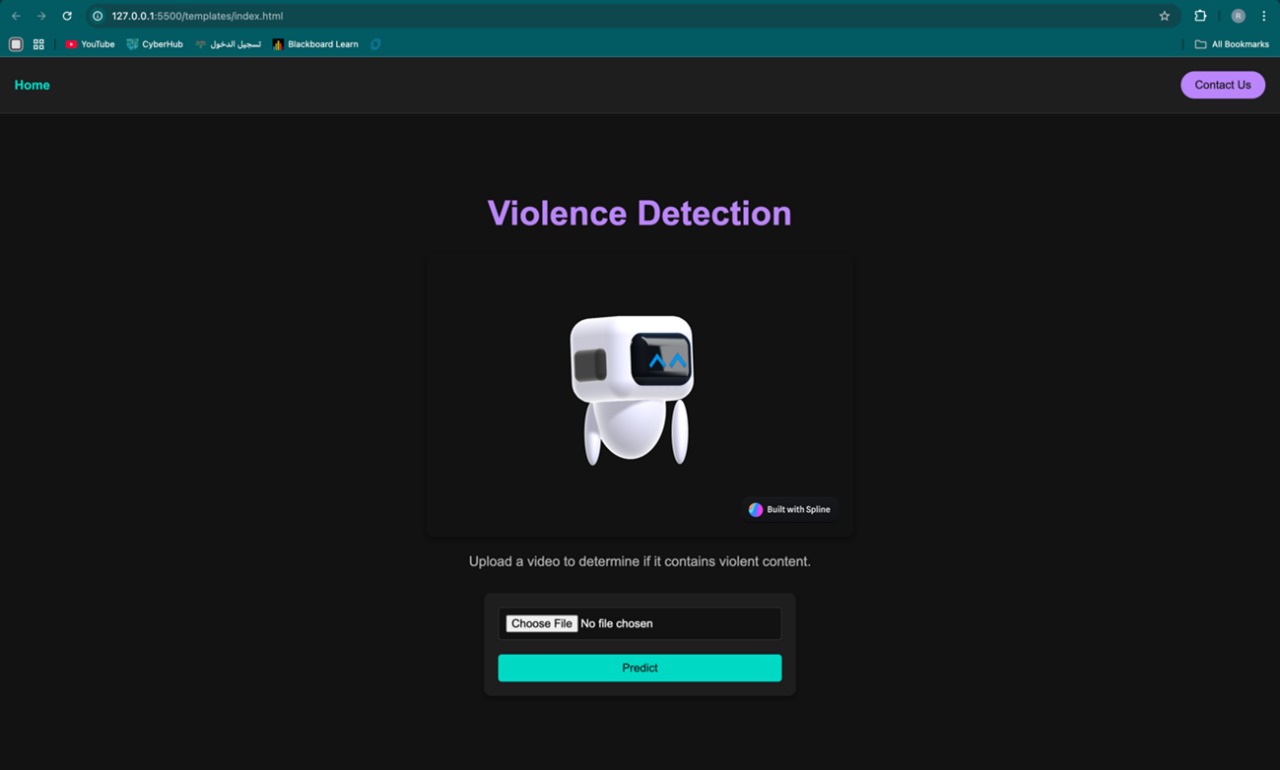 127.0.0.1:5500/templates/index.html
R
YouTube CyberHub تسجيل الدخول Blackboard Learn All Bookmarks
Home Contact Us
Violence Detection
Built with Spline
Upload a video to determine if it contains violent content.
Choose File No file chosen
Predict